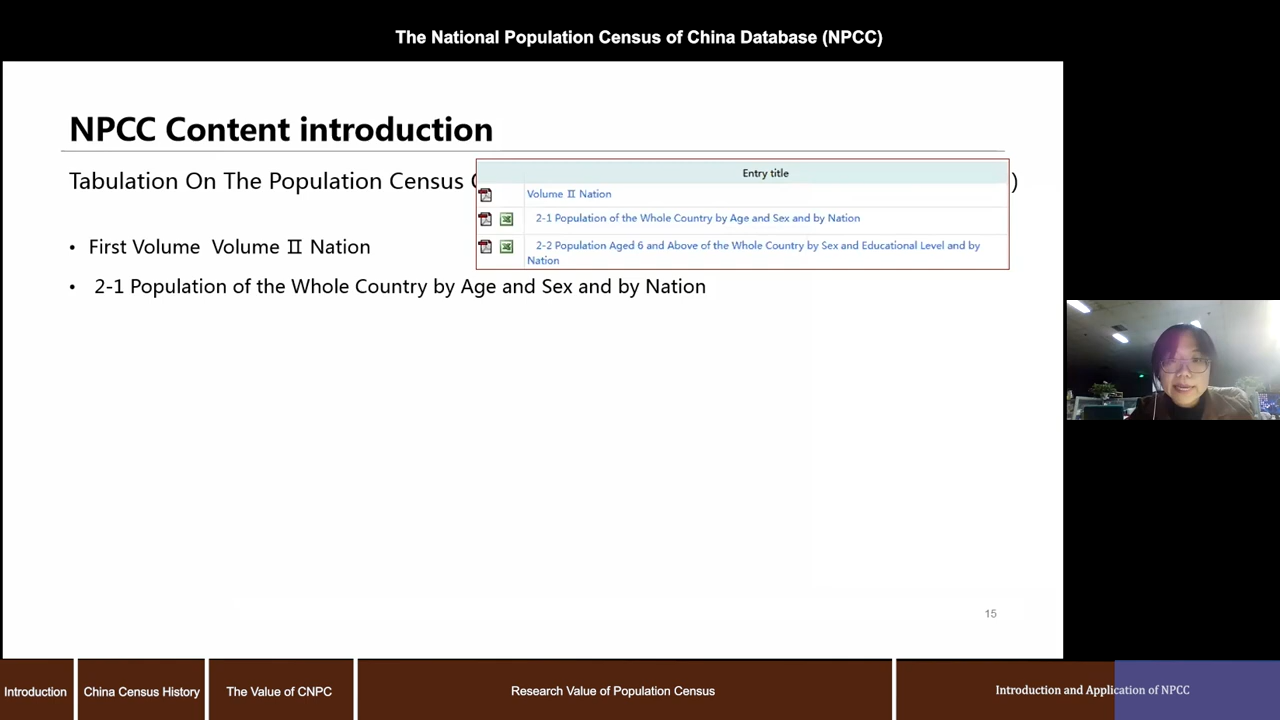 The National Population Census of China Database (NPCC)
NPCC Content introduction
Tabulation On The Population Census
)
Entry title
Volume Ⅱ Nation
2-1 Population of the Whole Country by Age and Sex and by Nation
2-2 Population Aged 6 and Above of the Whole Country by Sex and Educational Level and by
Nation
• First Volume Volume Ⅱ Nation
• 2-1 Population of the Whole Country by Age and Sex and by Nation
15
Introduction
China Census History
The Value of CNPC
Research Value of Population Census
Introduction and Application of NPCC